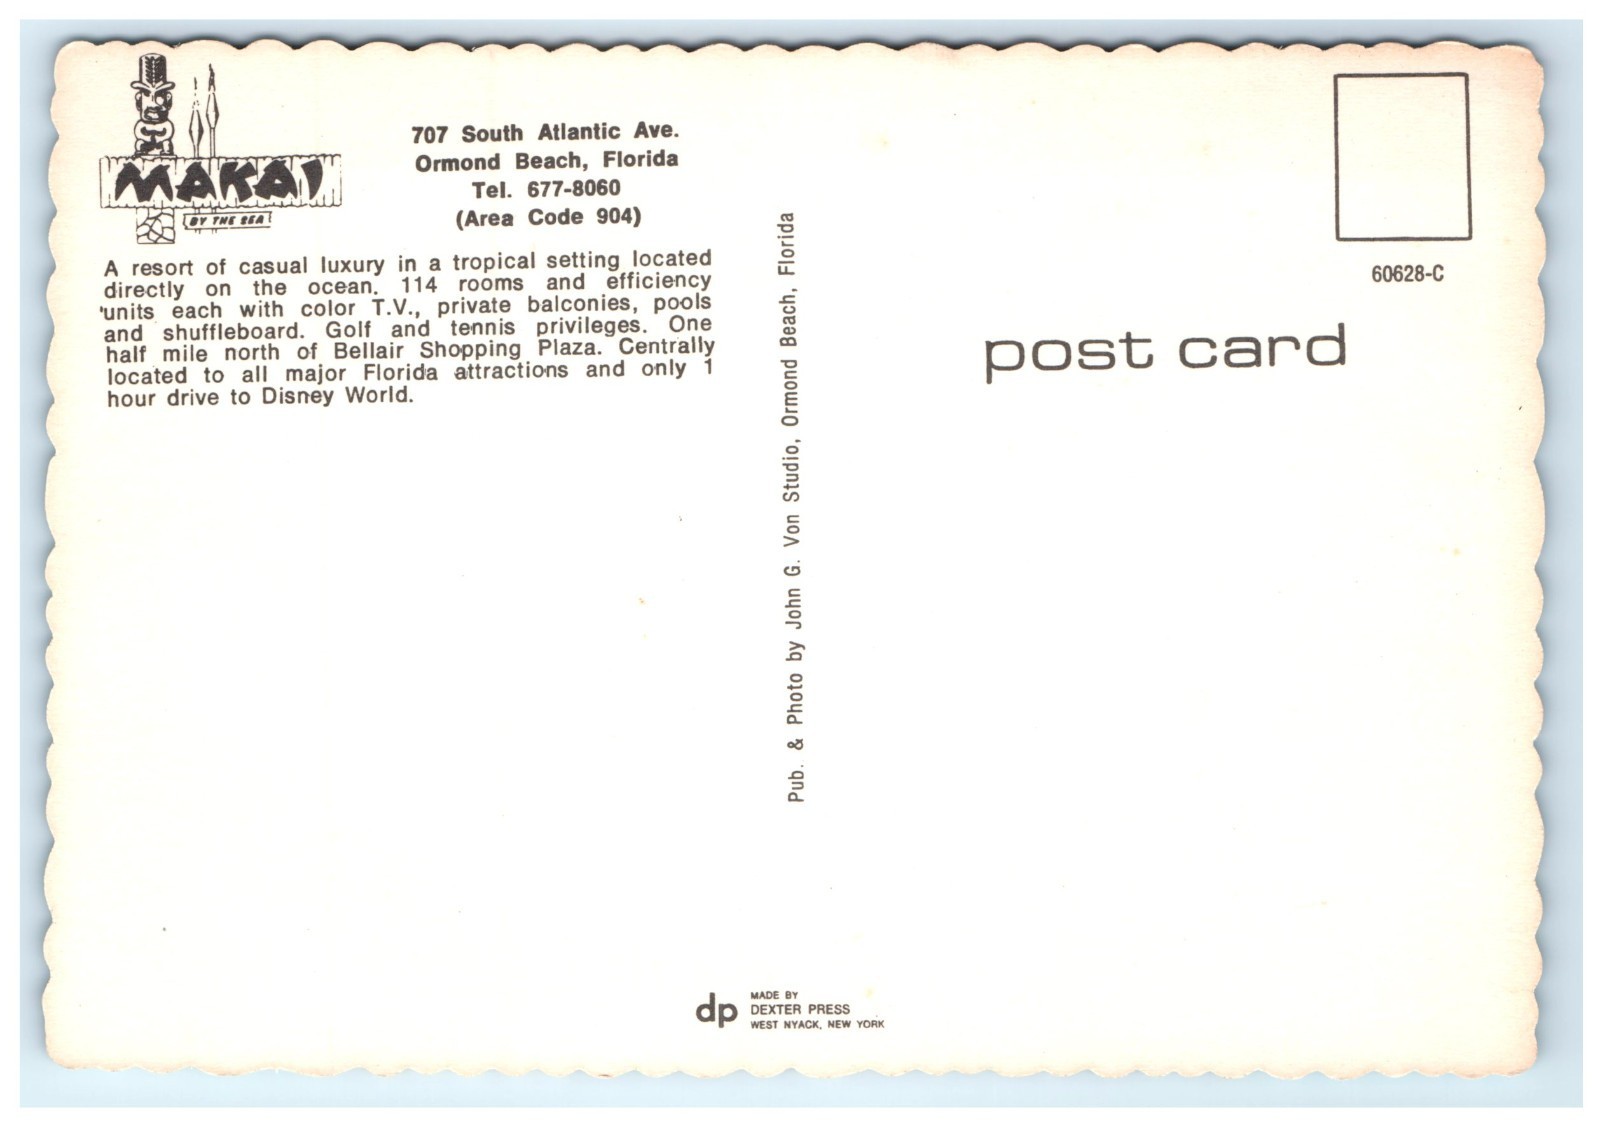 MAKAI
BY THE SEA
707 South Atlantic Ave.
Ormond Beach, Florida
Tel. 677-8060
(Area Code 904)
A resort of casual luxury in a tropical setting located
directly on the ocean. 114 rooms and efficiency
units each with color T.V., private balconies, pools
and shuffleboard. Golf and tennis privileges. One
half mile north of Bellair Shopping Plaza. Centrally
located to all major Florida attractions and only 1
hour drive to Disney World.
Pub. & Photo by John G. Von Studio, Ormond Beach, Florida
60628-C
post card
dp
MADE BY
DEXTER PRESS
WEST NYACK, NEW YORK